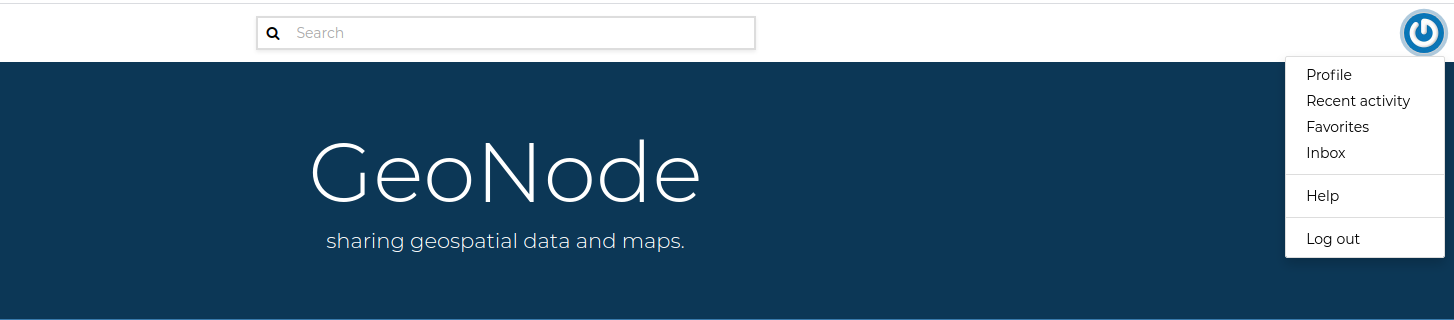 Search
Profile
Recent activity
Favorites
Inbox
Help
Log out
GeoNode
sharing geospatial data and maps.